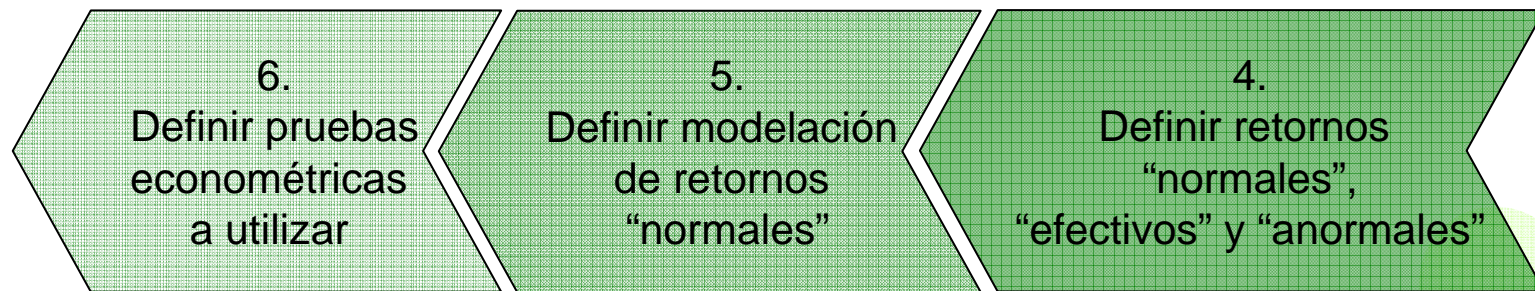 6.
Definir pruebas
econométricas
a utilizar
5.
Definir modelación
de retornos
“normales”
4.
Definir retornos
“normales”,
“efectivos” y “anormales”